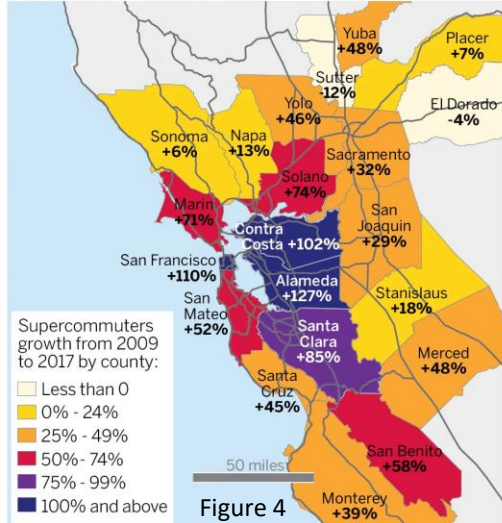 Yuba
+48%
Placer
+7%
Sutter
-12%
El Dorado
-4%
Yolo
+46%
Sonoma
+6%
Napa
+13%
Sacramento
+32%
Solano
+74%
Marin
+71%
Contra
Costa +102%
San
Joaquin
+29%
San Francisco
+110%
Alameda
+127%
Stanislaus
+18%
San
Mateo
+52%
Santa
Clara
+85%
Merced
+48%
Santa
Cruz
+45%
San Benito
+58%
Monterey
+39%
Supercommuters
growth from 2009
to 2017 by county:
Less than 0
0% - 24%
25% - 49%
50% - 74%
75% - 99%
100% and above
50 miles
Figure 4